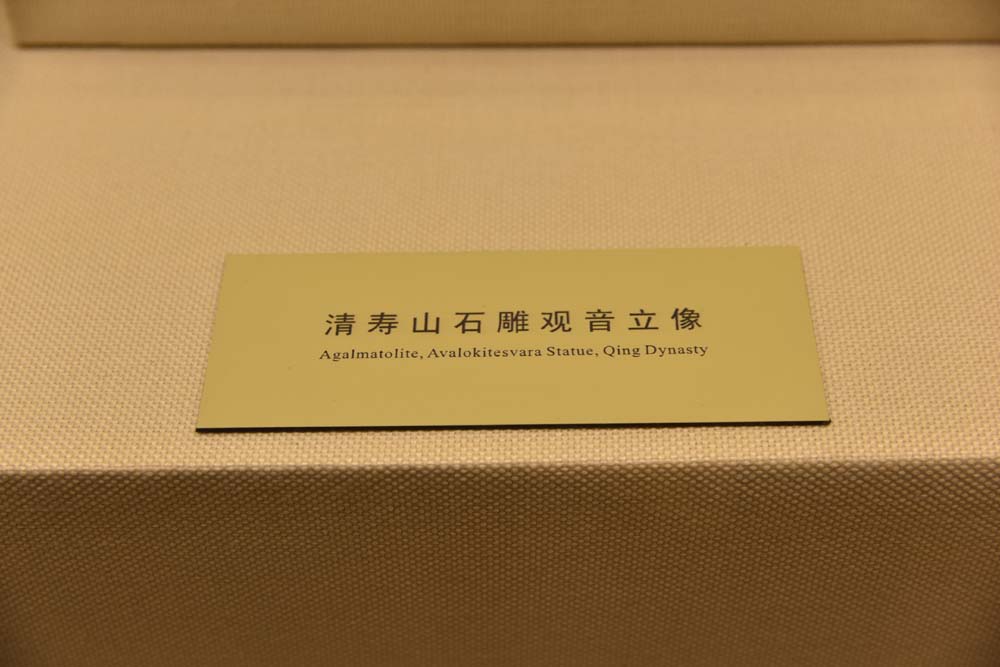 清寿山石雕观音立像
Agalmatolite, Avalokitesvara Statue, Qing Dynasty